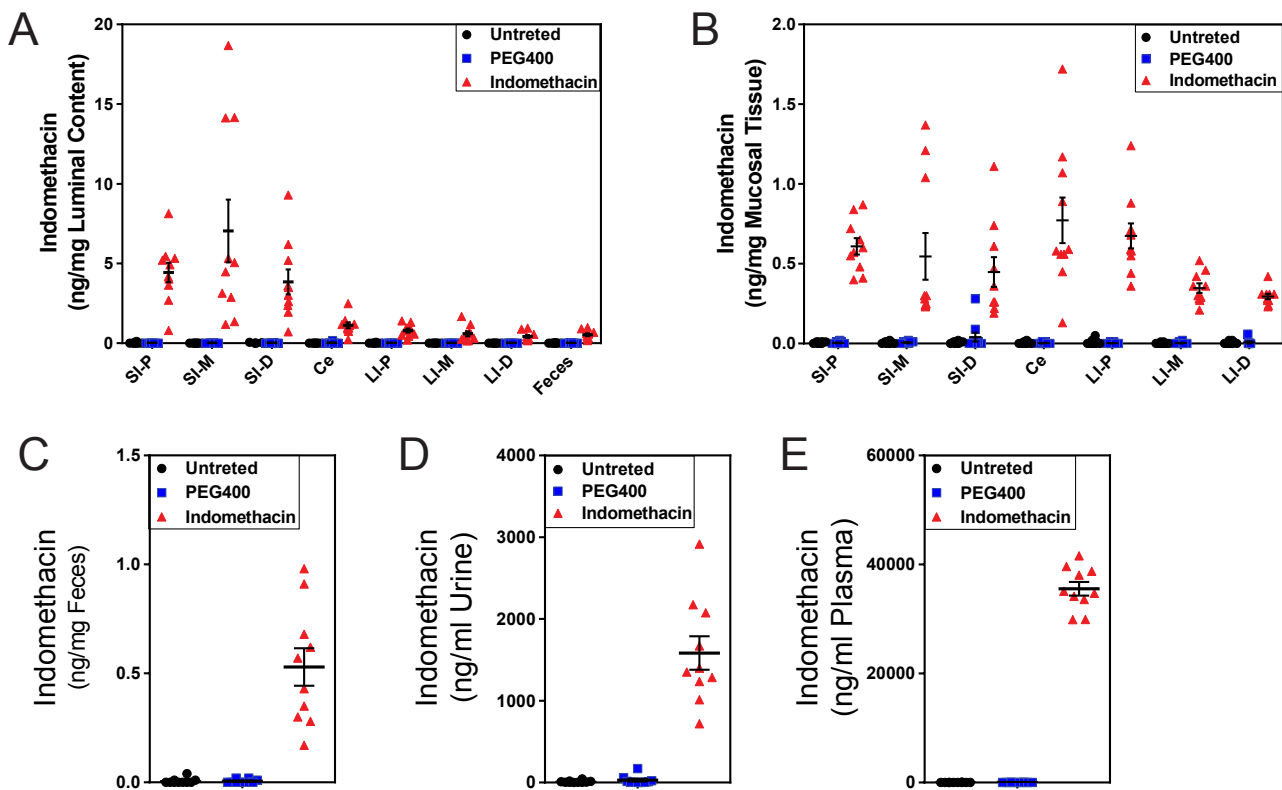 A
Indomethacin
(ng/mg Luminal Content)
20
15
10
5
0
Untreted
PEG400
Indomethacin
SI-P
SI-M
SI-D
Ce
LI-P
LI-M
LI-D
Feces
B
Indomethacin
(ng/mg Mucosal Tissue)
2.0
1.5
1.0
0.5
0.0
Untreted
PEG400
Indomethacin
SI-P
SI-M
SI-D
Ce
LI-P
LI-M
LI-D
C
Indomethacin
(ng/mg Feces)
1.5
1.0
0.5
0.0
Untreted
PEG400
Indomethacin
D
Indomethacin
(ng/ml Urine)
4000
3000
2000
1000
0
Untreted
PEG400
Indomethacin
E
Indomethacin
(ng/ml Plasma)
60000
40000
20000
0
Untreted
PEG400
Indomethacin